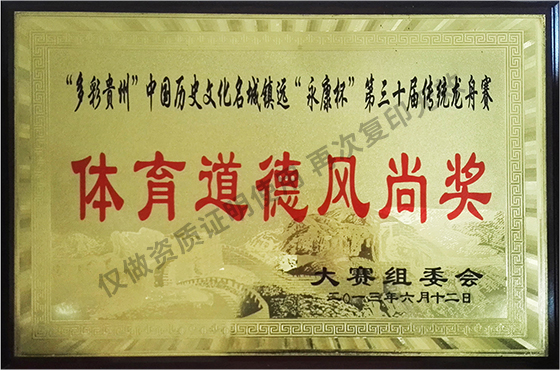 “多彩贵州”中国历史文化名城镇远“永康杯”第三十届传统龙舟赛
体育道德风尚奖
大赛组委会
二〇一三年六月十二日
仅做资质证明使用 再次复印无效